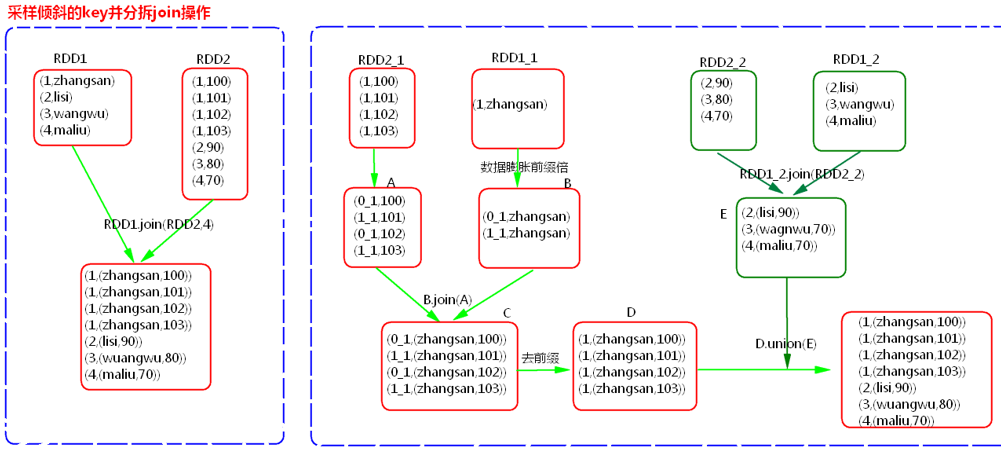 采样倾斜的key并分拆join操作
RDD1
(1,zhangsan)
(2,lisi)
(3,wangwu)
(4,maliu)
RDD2
(1,100)
(1,101)
(1,102)
(1,103)
(2,90)
(3,80)
(4,70)
RDD1.join(RDD2,4)
(1,(zhangsan,100))
(1,(zhangsan,101))
(1,(zhangsan,102))
(1,(zhangsan,103))
(2,(lisi,90))
(3,(wuangwu,80))
(4,(maliu,70))
RDD2_1
(1,100)
(1,101)
(1,102)
(1,103)
RDD1_1
(1,zhangsan)
数据膨胀前缀倍
A
(0_1,100)
(1_1,101)
(0_1,102)
(1_1,103)
B
(0_1,zhangsan)
(1_1,zhangsan)
B.join(A)
C
(0_1,(zhangsan,100))
(1_1,(zhangsan,101))
(0_1,(zhangsan,102))
(1_1,(zhangsan,103))
去前缀
D
(1,(zhangsan,100))
(1,(zhangsan,101))
(1,(zhangsan,102))
(1,(zhangsan,103))
RDD2_2
(2,90)
(3,80)
(4,70)
RDD1_2
(2,lisi)
(3,wangwu)
(4,maliu)
RDD1_2.join(RDD2_2)
E
(2,(lisi,90))
(3,(wagnwu,70))
(4,(maliu,70))
D.union(E)
(1,(zhangsan,100))
(1,(zhangsan,101))
(1,(zhangsan,102))
(1,(zhangsan,103))
(2,(lisi,90))
(3,(wuangwu,80))
(4,(maliu,70))